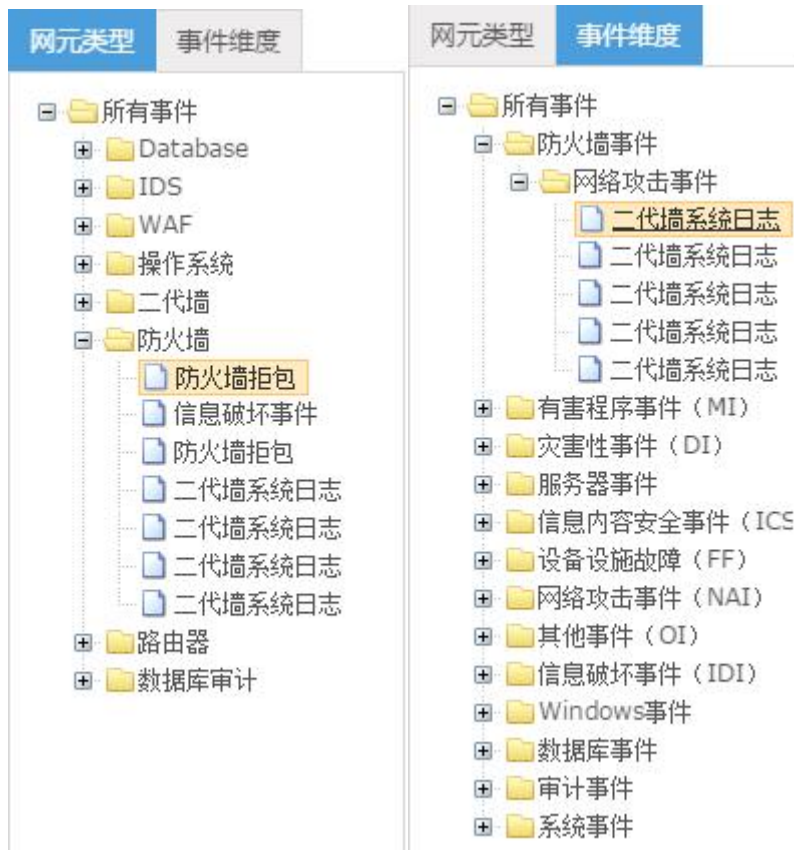 网元类型
事件维度
所有事件
Database
IDS
WAF
操作系统
二代墙
防火墙
防火墙拒包
信息破坏事件
防火墙拒包
二代墙系统日志
二代墙系统日志
二代墙系统日志
二代墙系统日志
路由器
数据库审计
网元类型
事件维度
所有事件
防火墙事件
网络攻击事件
二代墙系统日志
二代墙系统日志
二代墙系统日志
二代墙系统日志
二代墙系统日志
有害程序事件（MI）
灾害性事件（DI）
服务器事件
信息内容安全事件（ICS
设备设施故障（FF）
网络攻击事件（NAI）
其他事件（OI）
信息破坏事件（IDI）
Windows事件
数据库事件
审计事件
系统事件